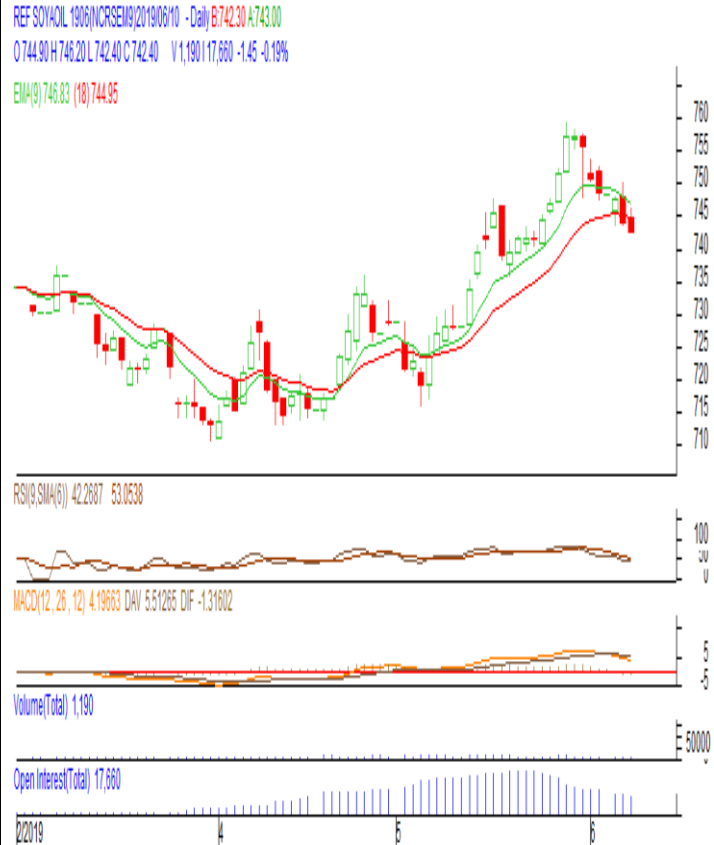 REF SOYAOIL 1906(NCRSEM9)2019/06/10 - Daily B:742.30 A:743.00
O 744.90 H 746.20 L 742.40 C 742.40 V 1,190 I 17,660 -1.45 -0.19%
EMA(9) 746.83 (18) 744.95
760
755
750
745
740
735
730
725
720
715
710
RSI(9,SMA(6)) 42.2687 53.0538
100
50
0
MACD(12 , 26 , 12) 4.19663 DAV 5.51265 DIF -1.31602
5
-5
Volume(Total) 1,190
50000
Open Interest(Total) 17,660
2/2019 4 5 6